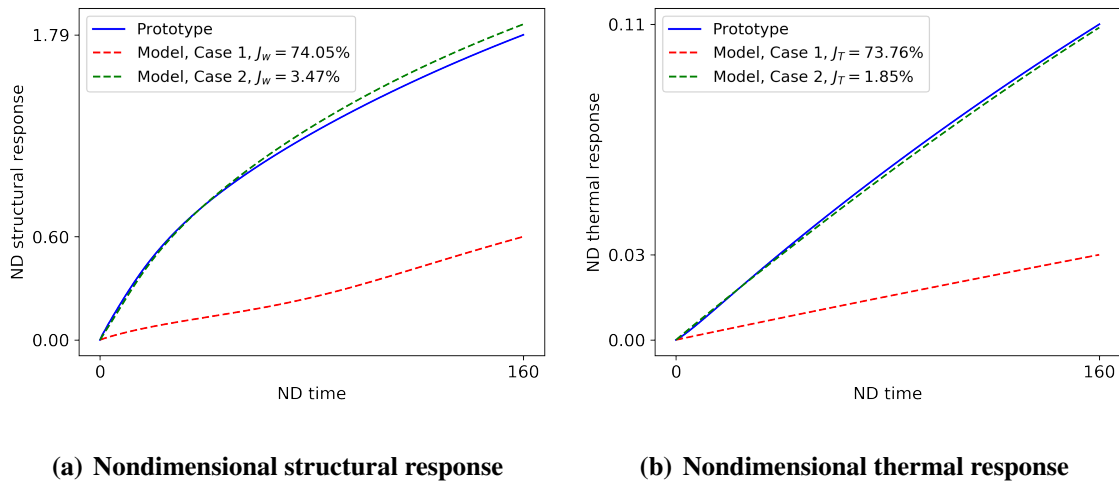 Prototype
Model, Case 1, J_w = 74.05%
Model, Case 2, J_w = 3.47%
1.79
0.60
0.00
ND structural response
0
160
ND time
(a) Nondimensional structural response
Prototype
Model, Case 1, J_T = 73.76%
Model, Case 2, J_T = 1.85%
0.11
0.03
0.00
ND thermal response
0
160
ND time
(b) Nondimensional thermal response